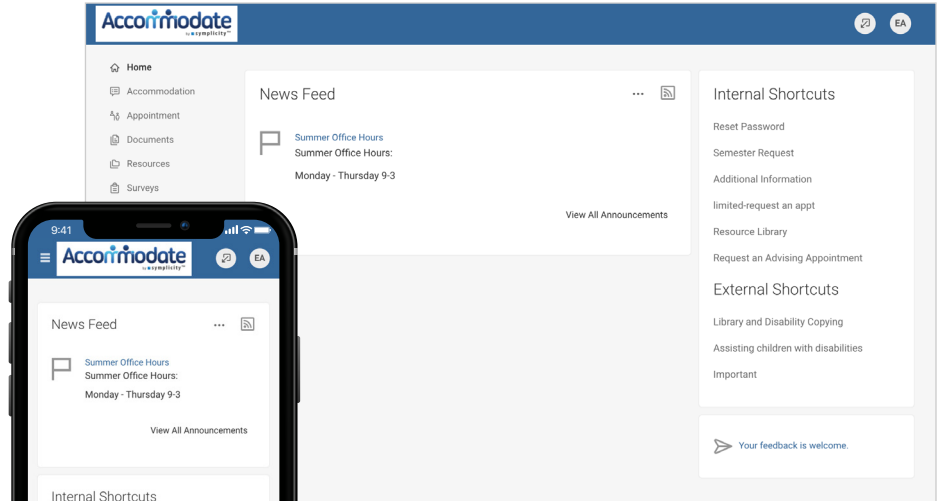 Accommodate
by symplicity™
EA
Home
Accommodation
Appointment
Documents
Resources
Surveys
News Feed
Summer Office Hours
Summer Office Hours:
Monday - Thursday 9-3
View All Announcements
Internal Shortcuts
Reset Password
Semester Request
Additional Information
limited-request an appt
Resource Library
Request an Advising Appointment
External Shortcuts
Library and Disability Copying
Assisting children with disabilities
Important
Your feedback is welcome.
9:41
Accommodate
by symplicity™
EA
News Feed
Summer Office Hours
Summer Office Hours:
Monday - Thursday 9-3
View All Announcements
Internal Shortcuts